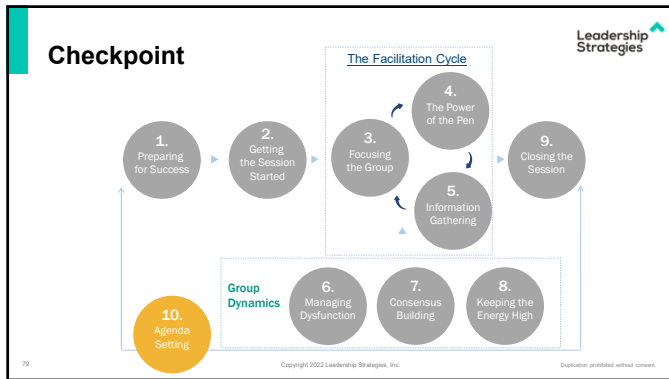 Checkpoint
Leadership
Strategies
The Facilitation Cycle
1.
Preparing
for Success
2.
Getting
the Session
Started
3.
Focusing
the Group
4.
The Power
of the Pen
5.
Information
Gathering
9.
Closing the
Session
Group
Dynamics
6.
Managing
Dysfunction
7.
Consensus
Building
8.
Keeping the
Energy High
10.
Agenda
Setting
79
Copyright 2022 Leadership Strategies, Inc.
Duplication prohibited without consent.